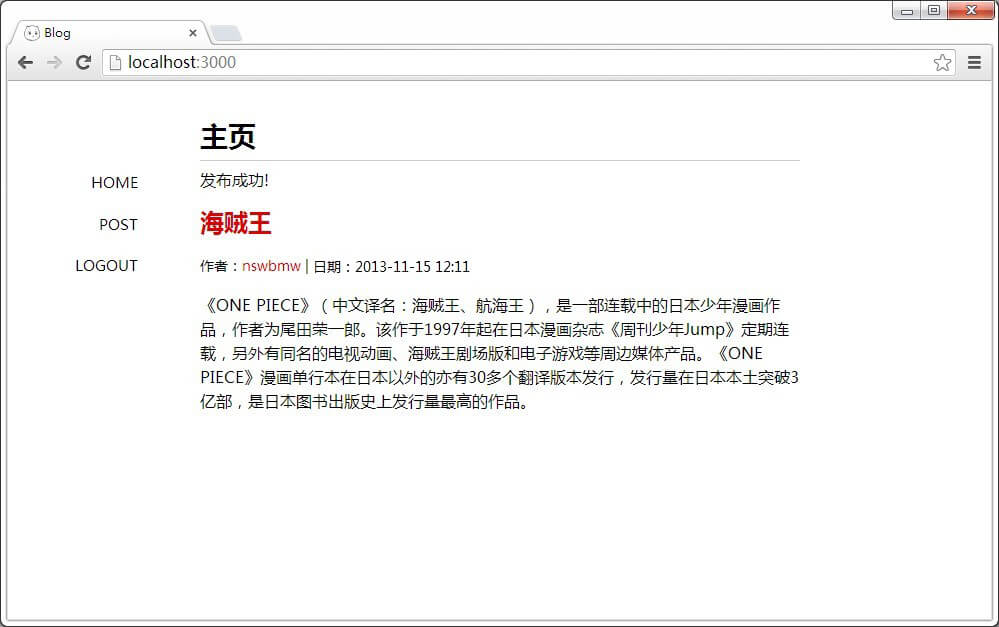 Blog
localhost:3000
主页
HOME
发布成功!
POST
海贼王
LOGOUT
作者：nswbmw | 日期：2013-11-15 12:11
《ONE PIECE》（中文译名：海贼王、航海王），是一部连载中的日本少年漫画作
品，作者为尾田荣一郎。该作于1997年起在日本漫画杂志《周刊少年Jump》定期连
载，另外有同名的电视动画、海贼王剧场版和电子游戏等周边媒体产品。《ONE
PIECE》漫画单行本在日本以外的亦有30多个翻译版本发行，发行量在日本本土突破3
亿部，是日本图书出版史上发行量最高的作品。